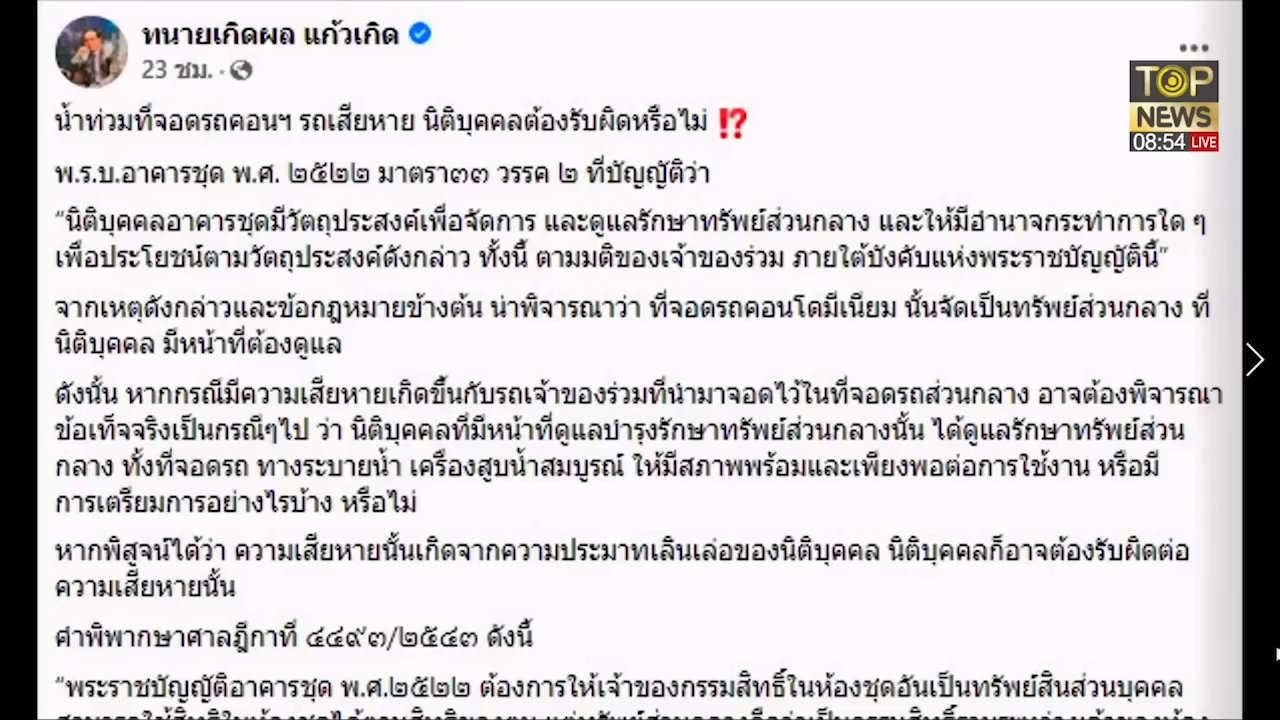 ทนายเกิดผล แก้วเกิด
23 ชม.
TOP
NEWS
08:54 LIVE
น้ำท่วมที่จอดรถคอนฯ รถเสียหาย นิติบุคคลต้องรับผิดหรือไม่ ⁉
พ.ร.บ.อาคารชุด พ.ศ. ๒๕๒๒ มาตรา๓๓ วรรค ๒ ที่บัญญัติว่า
“นิติบุคคลอาคารชุดมีวัตถุประสงค์เพื่อจัดการ และดูแลรักษาทรัพย์ส่วนกลาง และให้มีอำนาจกระทำการใด ๆ
เพื่อประโยชน์ตามวัตถุประสงค์ดังกล่าว ทั้งนี้ ตามมติของเจ้าของร่วม ภายใต้บังคับแห่งพระราชบัญญัตินี้”
จากเหตุดังกล่าวและข้อกฎหมายข้างต้น น่าพิจารณาว่า ที่จอดรถคอนโดมีเนียม นั้นจัดเป็นทรัพย์ส่วนกลาง ที่
นิติบุคคล มีหน้าที่ต้องดูแล
ดังนั้น หากกรณีมีความเสียหายเกิดขึ้นกับรถเจ้าของร่วมที่นำมาจอดไว้ในที่จอดรถส่วนกลาง อาจต้องพิจารณา
ข้อเท็จจริงเป็นกรณีๆไป ว่า นิติบุคคลที่มีหน้าที่ดูแลบำรุงรักษาทรัพย์ส่วนกลางนั้น ได้ดูแลรักษาทรัพย์ส่วน
กลาง ทั้งที่จอดรถ ทางระบายน้ำ เครื่องสูบน้ำสมบูรณ์ ให้มีสภาพพร้อมและเพียงพอต่อการใช้งาน หรือมี
การเตรียมการอย่างไรบ้าง หรือไม่
หากพิสูจน์ได้ว่า ความเสียหายนั้นเกิดจากความประมาทเลินเล่อของนิติบุคคล นิติบุคคลก็อาจต้องรับผิดต่อ
ความเสียหายนั้น
คำพิพากษาศาลฎีกาที่ ๔๔๙๓/๒๕๔๓ ดังนี้
“พระราชบัญญัติอาคารชุด พ.ศ.๒๕๒๒ ต้องการให้เจ้าของกรรมสิทธิ์ในห้องชุดอันเป็นทรัพย์สินส่วนบุคคล